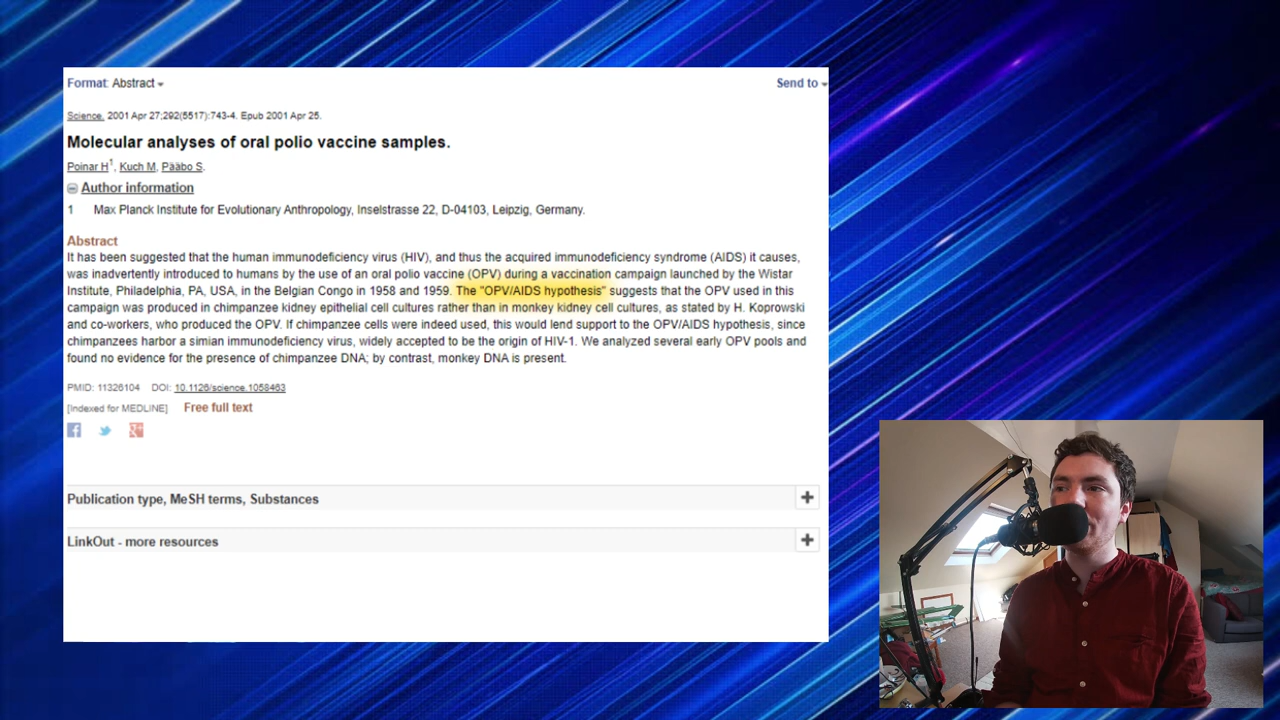 Format: Abstract
Send to
Science. 2001 Apr 27;292(5517):743-4. Epub 2001 Apr 25.
Molecular analyses of oral polio vaccine samples.
Poinar H1, Kuch M, Pääbo S.
Author information
1 Max Planck Institute for Evolutionary Anthropology, Inselstrasse 22, D-04103, Leipzig, Germany.
Abstract
It has been suggested that the human immunodeficiency virus (HIV), and thus the acquired immunodeficiency syndrome (AIDS) it causes,
was inadvertently introduced to humans by the use of an oral polio vaccine (OPV) during a vaccination campaign launched by the Wistar
Institute, Philadelphia, PA, USA, in the Belgian Congo in 1958 and 1959. The "OPV/AIDS hypothesis" suggests that the OPV used in this
campaign was produced in chimpanzee kidney epithelial cell cultures rather than in monkey kidney cell cultures, as stated by H. Koprowski
and co-workers, who produced the OPV. If chimpanzee cells were indeed used, this would lend support to the OPV/AIDS hypothesis, since
chimpanzees harbor a simian immunodeficiency virus, widely accepted to be the origin of HIV-1. We analyzed several early OPV pools and
found no evidence for the presence of chimpanzee DNA; by contrast, monkey DNA is present.
PMID: 11326104 DOI: 10.1126/science.1058463
[Indexed for MEDLINE] Free full text
Publication type, MeSH terms, Substances
LinkOut - more resources